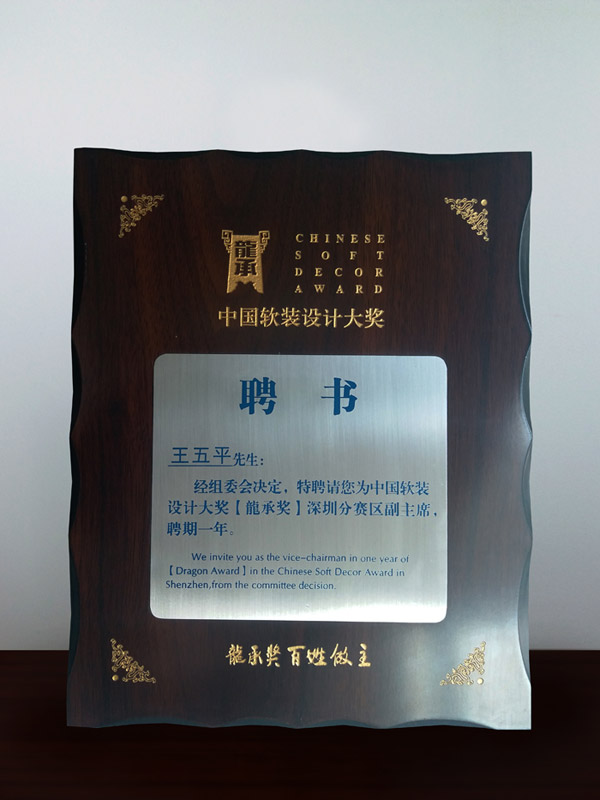 龍承
CHINESE
SOFT
DECOR
AWARD
中国软装设计大奖
聘 书
王五平先生：
经组委会决定，特聘请您为中国软装
设计大奖【龍承奖】深圳分赛区副主席，
聘期一年。
We invite you as the vice-chairman in one year of
【Dragon Award】in the Chinese Soft Decor Award in
Shenzhen,from the committee decision.
龍承奖百姓做主